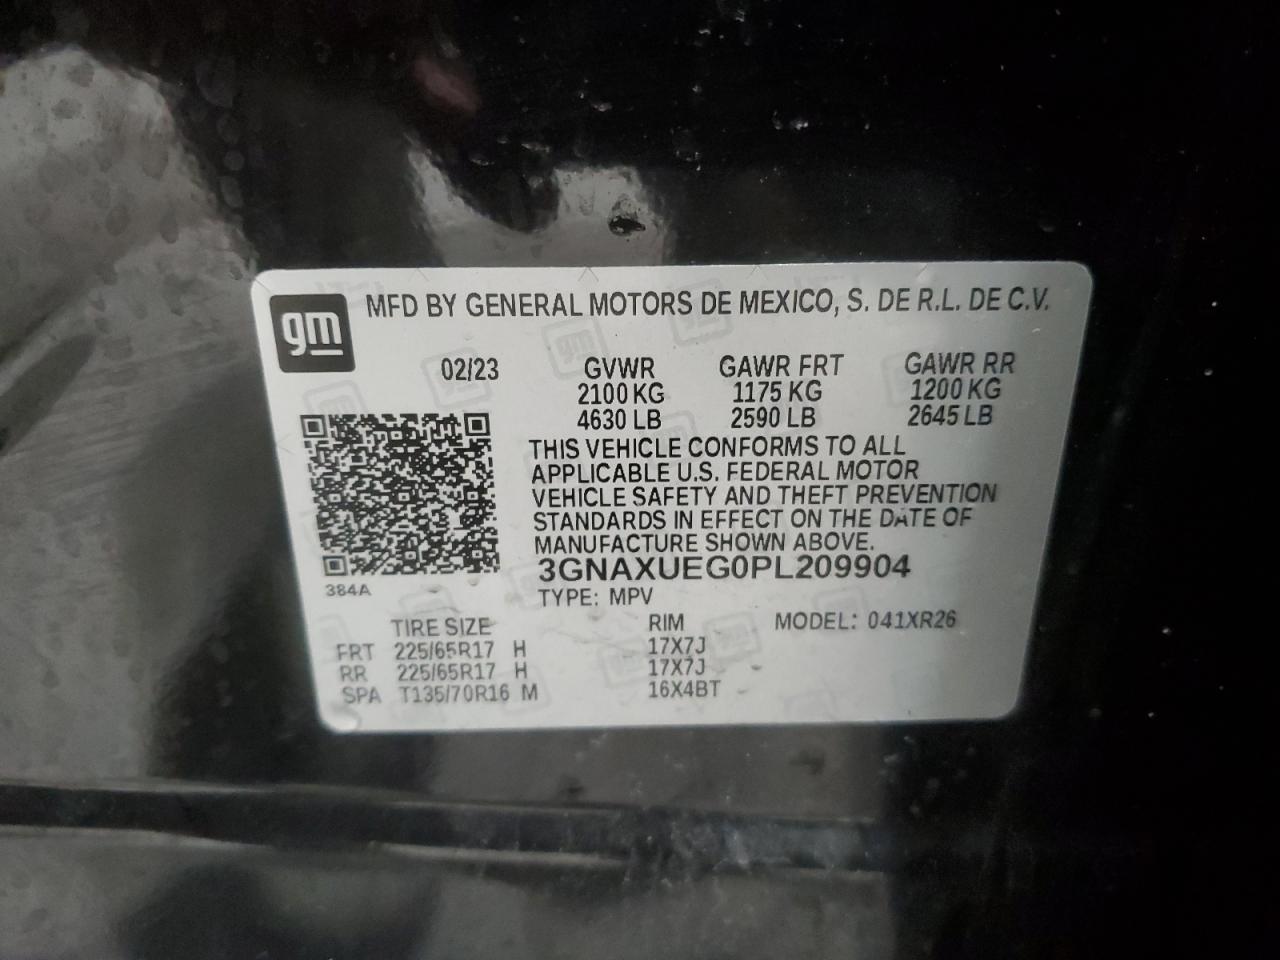 gm
MFD BY GENERAL MOTORS DE MEXICO, S. DE R.L. DE C.V.
02/23 GVWR GAWR FRT GAWR RR
2100 KG 1175 KG 1200 KG
4630 LB 2590 LB 2645 LB
THIS VEHICLE CONFORMS TO ALL
APPLICABLE U.S. FEDERAL MOTOR
VEHICLE SAFETY AND THEFT PREVENTION
STANDARDS IN EFFECT ON THE DATE OF
MANUFACTURE SHOWN ABOVE.
3GNAXUEG0PL209904
384A
TYPE: MPV
TIRE SIZE RIM MODEL: 041XR26
FRT 225/65R17 H 17X7J
RR 225/65R17 H 17X7J
SPA T135/70R16 M 16X4BT